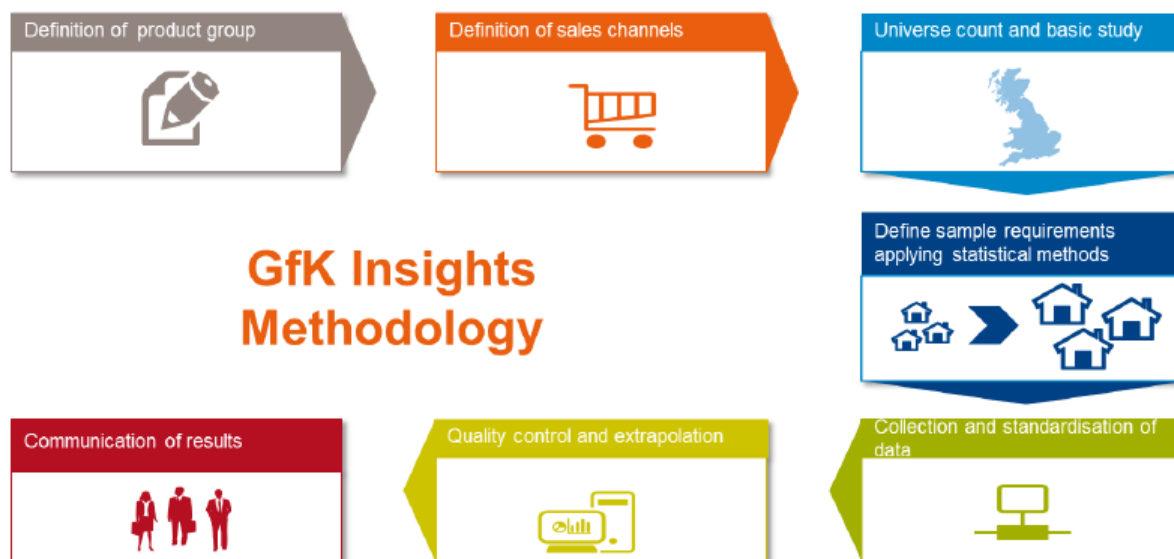 Definition of product group
Definition of sales channels
Universe count and basic study
Define sample requirements
applying statistical methods
GfK Insights
Methodology
Collection and standardisation of
data
Quality control and extrapolation
Communication of results